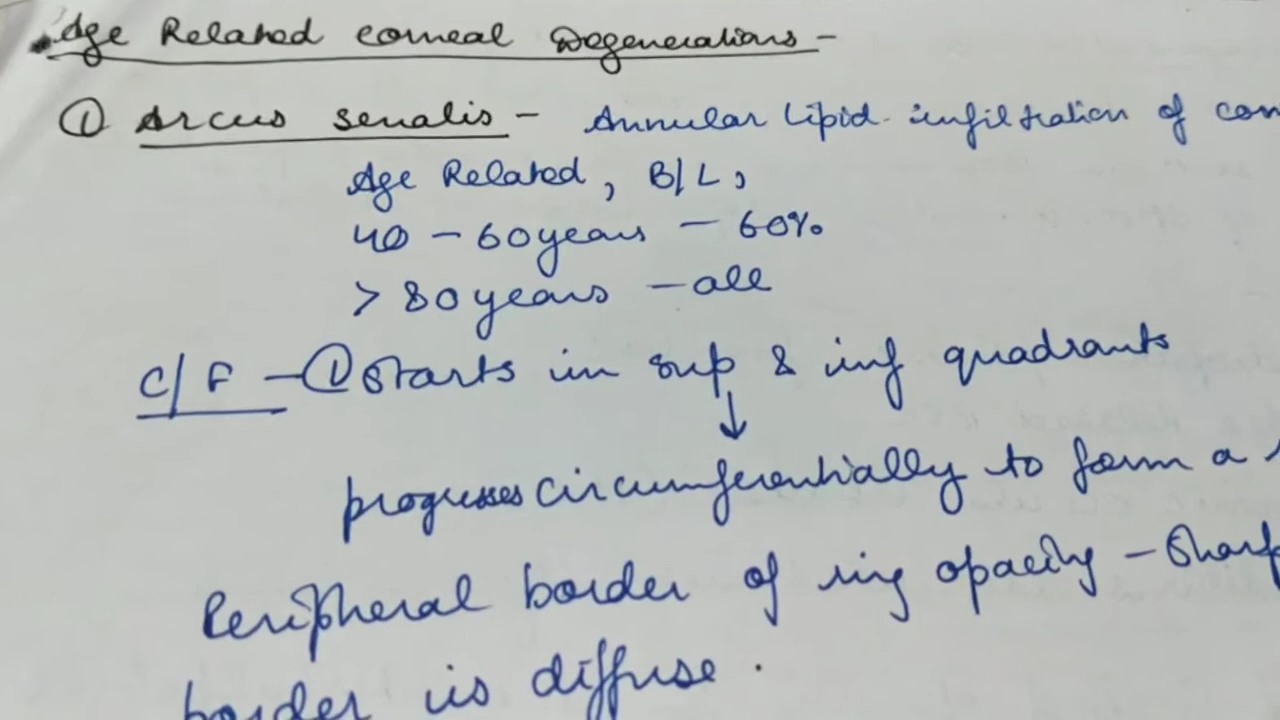 Age Related corneal Degenerations -
① Arcus senalis - Annular Lipid infiltration of con
Age Related, B/L,
40 - 60 years - 60%
> 80 years - all
C/F - ① Starts in sup & inf quadrants
↓
progresses circumferentially to form a
Peripheral border of ring opacity - Sharp
border is diffuse.